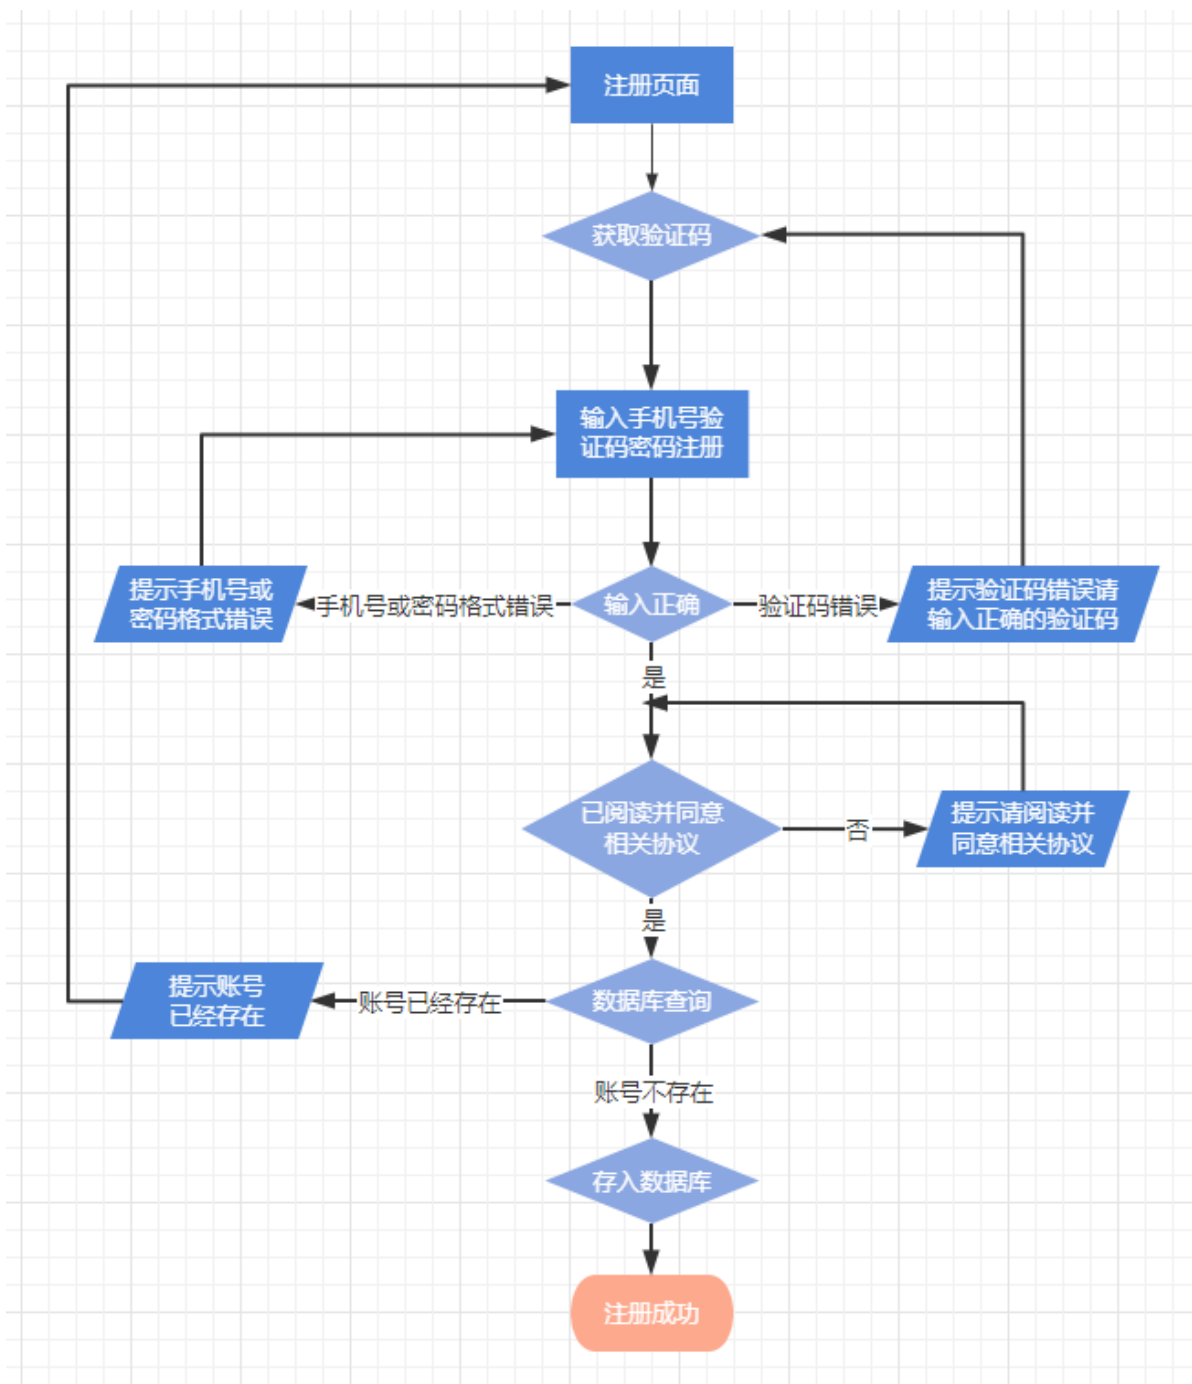 注册页面
获取验证码
输入手机号验
证码密码注册
提示手机号或
密码格式错误
手机号或密码格式错误
输入正确
验证码错误
提示验证码错误请
输入正确的验证码
是
已阅读并同意
相关协议
否
提示请阅读并
同意相关协议
是
提示账号
已经存在
账号已经存在
数据库查询
账号不存在
存入数据库
注册成功